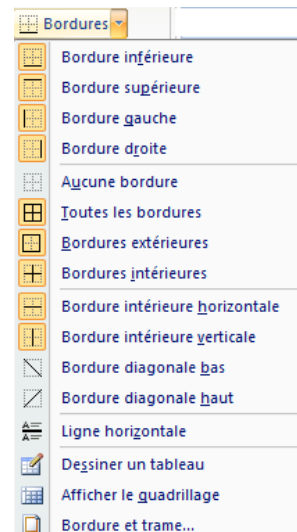 Bordures
Bordure inférieure
Bordure supérieure
Bordure gauche
Bordure droite
Aucune bordure
Toutes les bordures
Bordures extérieures
Bordures intérieures
Bordure intérieure horizontale
Bordure intérieure verticale
Bordure diagonale bas
Bordure diagonale haut
Ligne horizontale
Dessiner un tableau
Afficher le quadrillage
Bordure et trame...